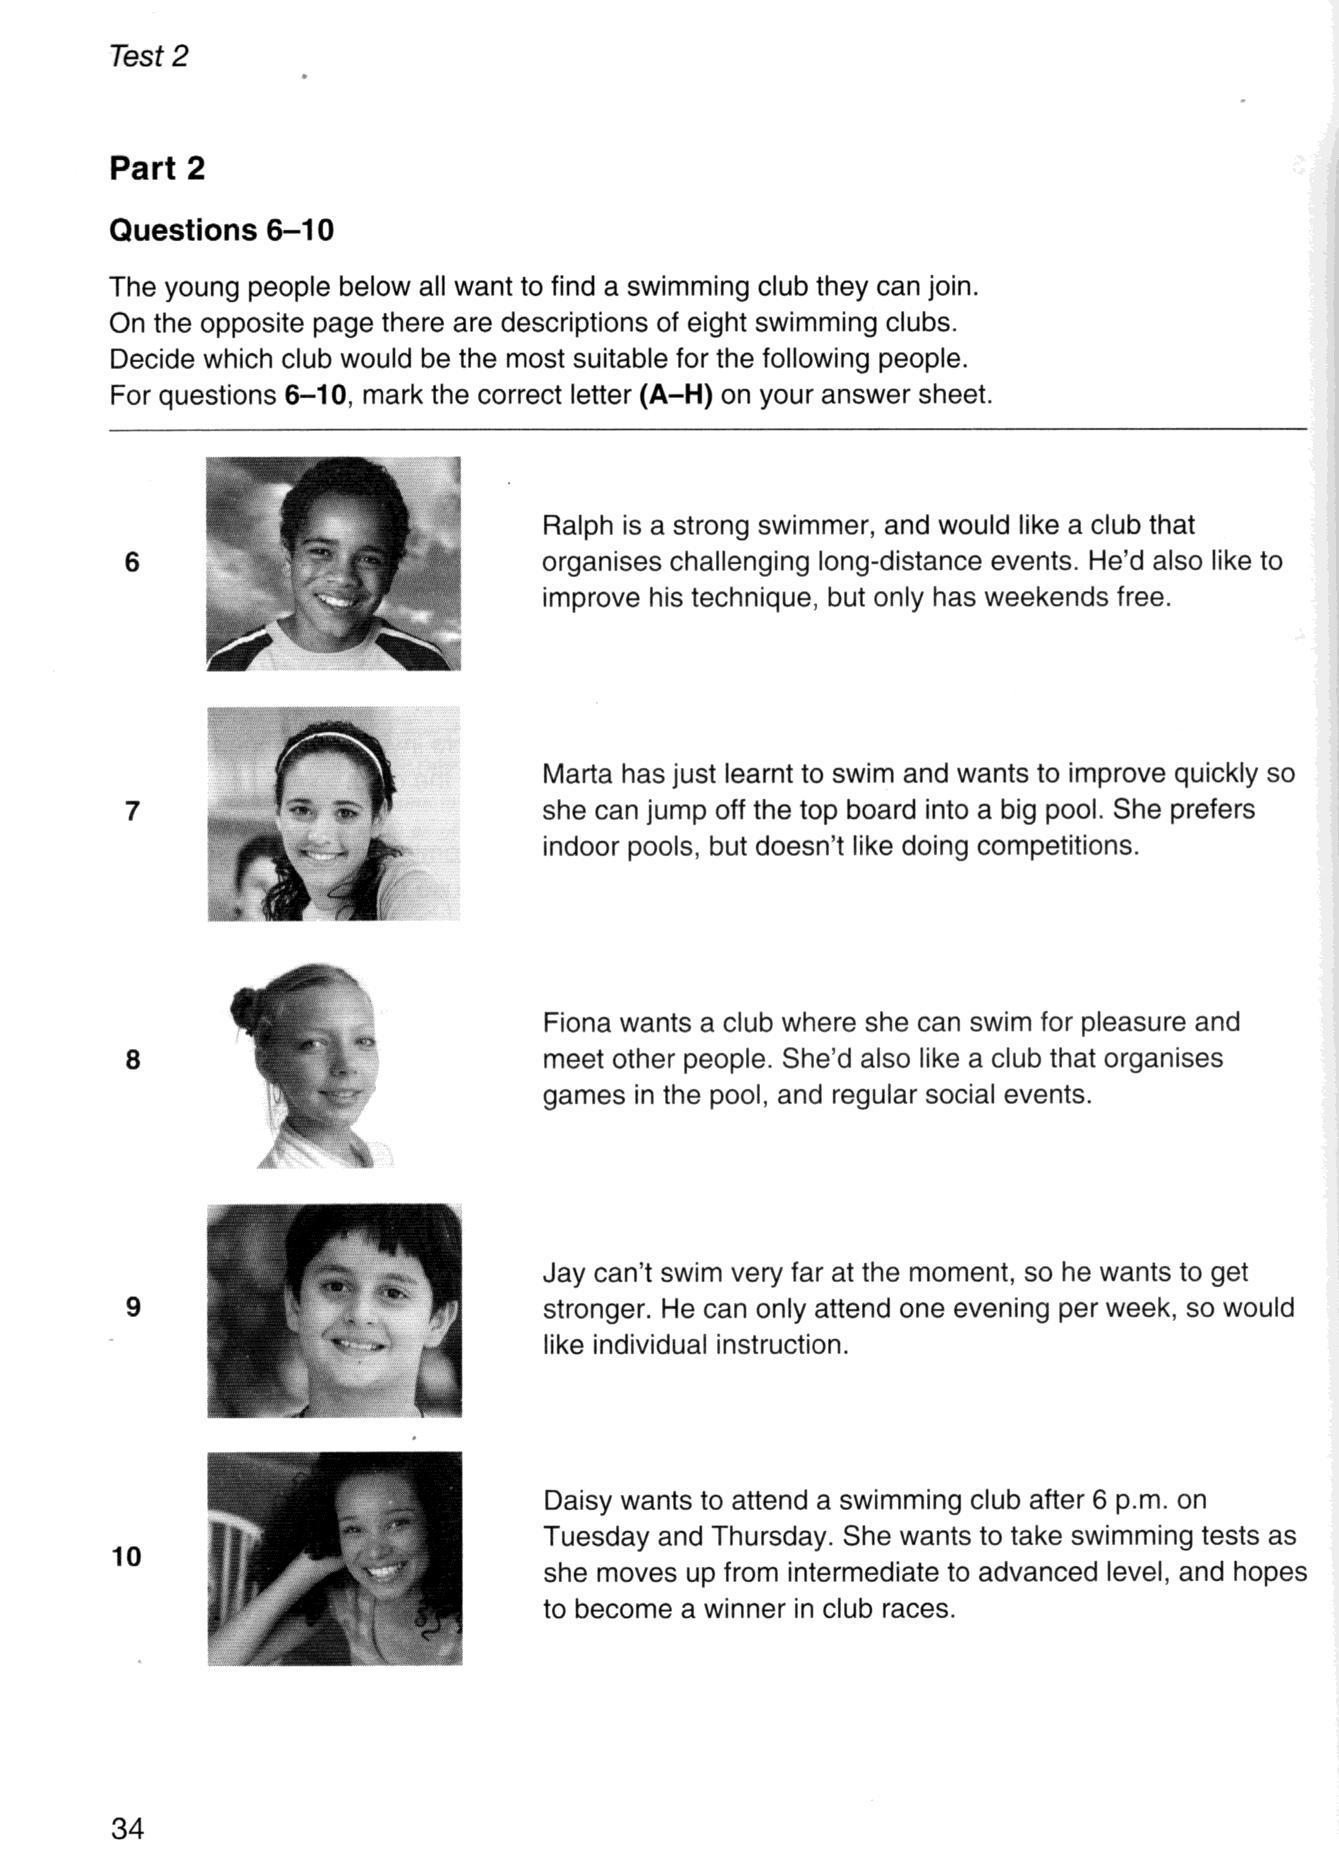 Test 2
Part 2
Questions 6–10
The young people below all want to find a swimming club they can join.
On the opposite page there are descriptions of eight swimming clubs.
Decide which club would be the most suitable for the following people.
For questions 6–10, mark the correct letter (A–H) on your answer sheet.
6
Ralph is a strong swimmer, and would like a club that
organises challenging long-distance events. He'd also like to
improve his technique, but only has weekends free.
7
Marta has just learnt to swim and wants to improve quickly so
she can jump off the top board into a big pool. She prefers
indoor pools, but doesn't like doing competitions.
8
Fiona wants a club where she can swim for pleasure and
meet other people. She'd also like a club that organises
games in the pool, and regular social events.
9
Jay can't swim very far at the moment, so he wants to get
stronger. He can only attend one evening per week, so would
like individual instruction.
10
Daisy wants to attend a swimming club after 6 p.m. on
Tuesday and Thursday. She wants to take swimming tests as
she moves up from intermediate to advanced level, and hopes
to become a winner in club races.
34